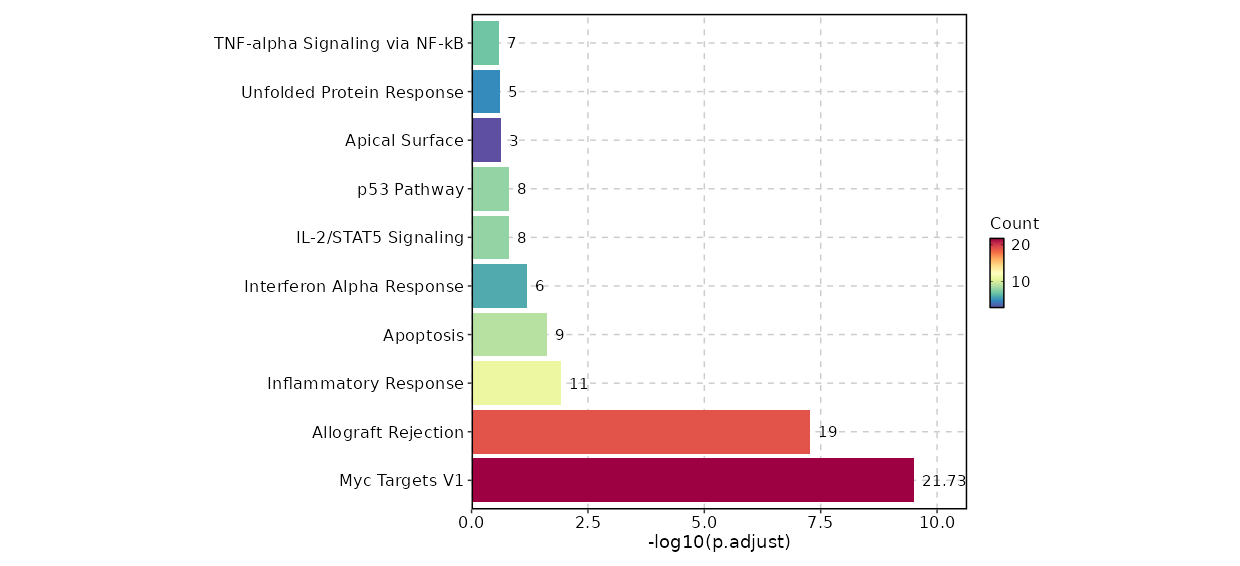 TNF-alpha Signaling via NF-kB 7
Unfolded Protein Response 5
Apical Surface 3
p53 Pathway 8
IL-2/STAT5 Signaling 8
Interferon Alpha Response 6
Apoptosis 9
Inflammatory Response 11
Allograft Rejection 19
Myc Targets V1 21.73
0.0 2.5 5.0 7.5 10.0
-log10(p.adjust)
Count
20
10